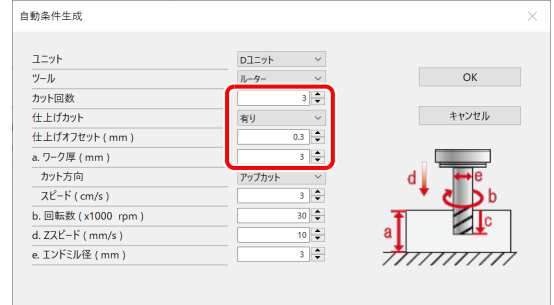 自動条件生成
ユニット Dユニット
ツール ルーター
カット回数 3
仕上げカット 有り
仕上げオフセット ( mm ) 0.3
a. ワーク厚 ( mm ) 3
カット方向 アップカット
スピード ( cm/s ) 3
b. 回転数 ( x1000 rpm ) 30
d. Zスピード ( mm/s ) 10
e. エンドミル径 ( mm ) 3
OK
キャンセル
d
e
b
c
a